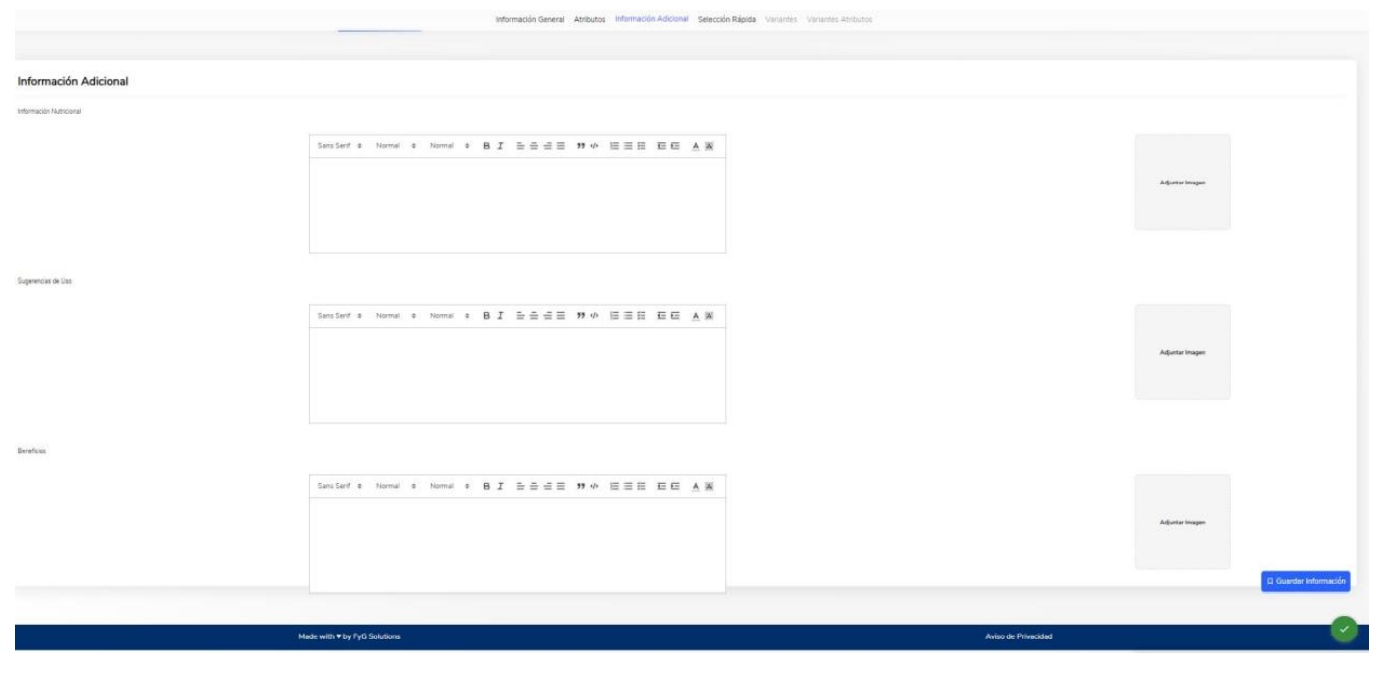 Información General Atributos Información Adicional Selección Rápida Variantes Variantes Atributos
Información Adicional
Información Nutricional
Sans Serif Normal Normal B I A A
Adjuntar Imagen
Sugerencias de Uso
Sans Serif Normal Normal B I A A
Adjuntar Imagen
Beneficios
Sans Serif Normal Normal B I A A
Adjuntar Imagen
Guardar Información
Made with ♥ by FyG Solutions Aviso de Privacidad